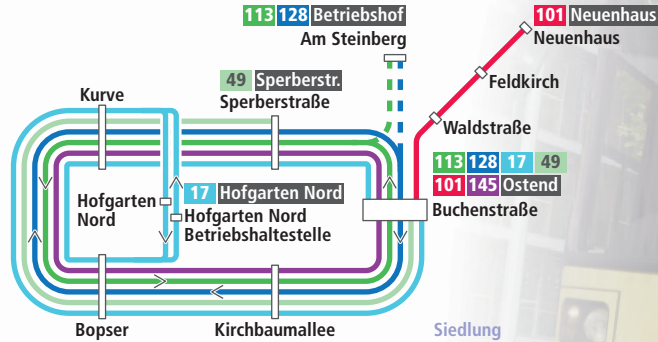 113 128 Betriebshof
Am Steinberg
101 Neuenhaus
Neuenhaus
Feldkirch
Waldstraße
49 Sperberstr.
Sperberstraße
Kurve
113 128 17 49
101 145 Ostend
Buchenstraße
17 Hofgarten Nord
Hofgarten Nord
Betriebshaltestelle
Hofgarten
Nord
Bopser
Kirchbaumallee
Siedlung